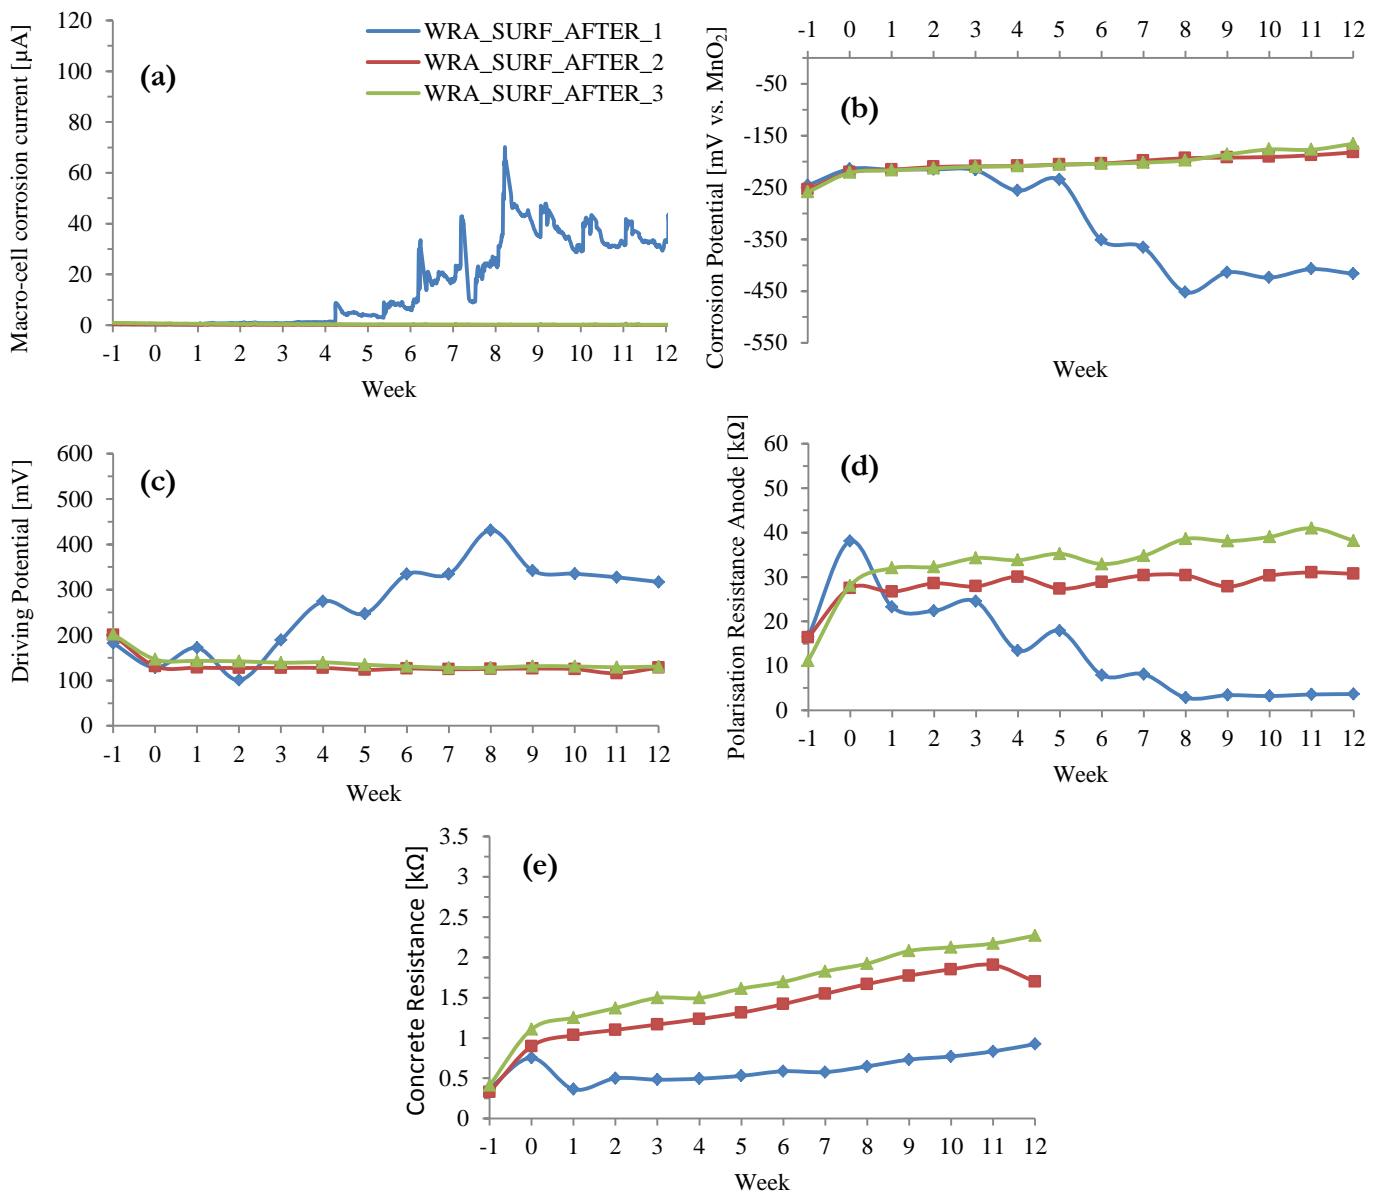 Macro-cell corrosion current [µA]
120
100
80
60
40
20
0
(a)
WRA_SURF_AFTER_1
WRA_SURF_AFTER_2
WRA_SURF_AFTER_3
-1 0 1 2 3 4 5 6 7 8 9 10 11 12
Week
Corrosion Potential [mV vs. MnO₂]
-1 0 1 2 3 4 5 6 7 8 9 10 11 12
-50
-150
-250
-350
-450
-550
(b)
Week
Driving Potential [mV]
600
500
400
300
200
100
0
(c)
-1 0 1 2 3 4 5 6 7 8 9 10 11 12
Week
Polarisation Resistance Anode [kΩ]
60
50
40
30
20
10
0
(d)
-1 0 1 2 3 4 5 6 7 8 9 10 11 12
Week
Concrete Resistance [kΩ]
3.5
3
2.5
2
1.5
1
0.5
0
(e)
-1 0 1 2 3 4 5 6 7 8 9 10 11 12
Week